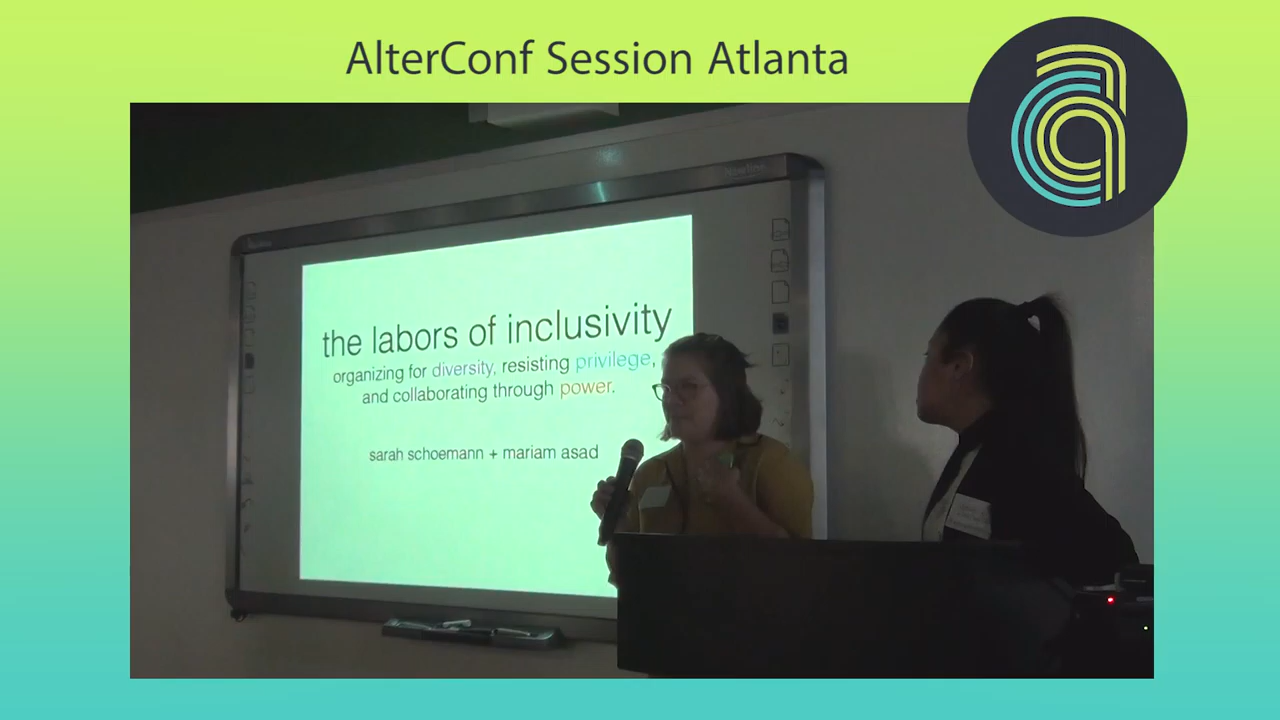 AlterConf Session Atlanta
the labors of inclusivity
organizing for diversity, resisting privilege,
and collaborating through power.
sarah schoemann + mariam asad